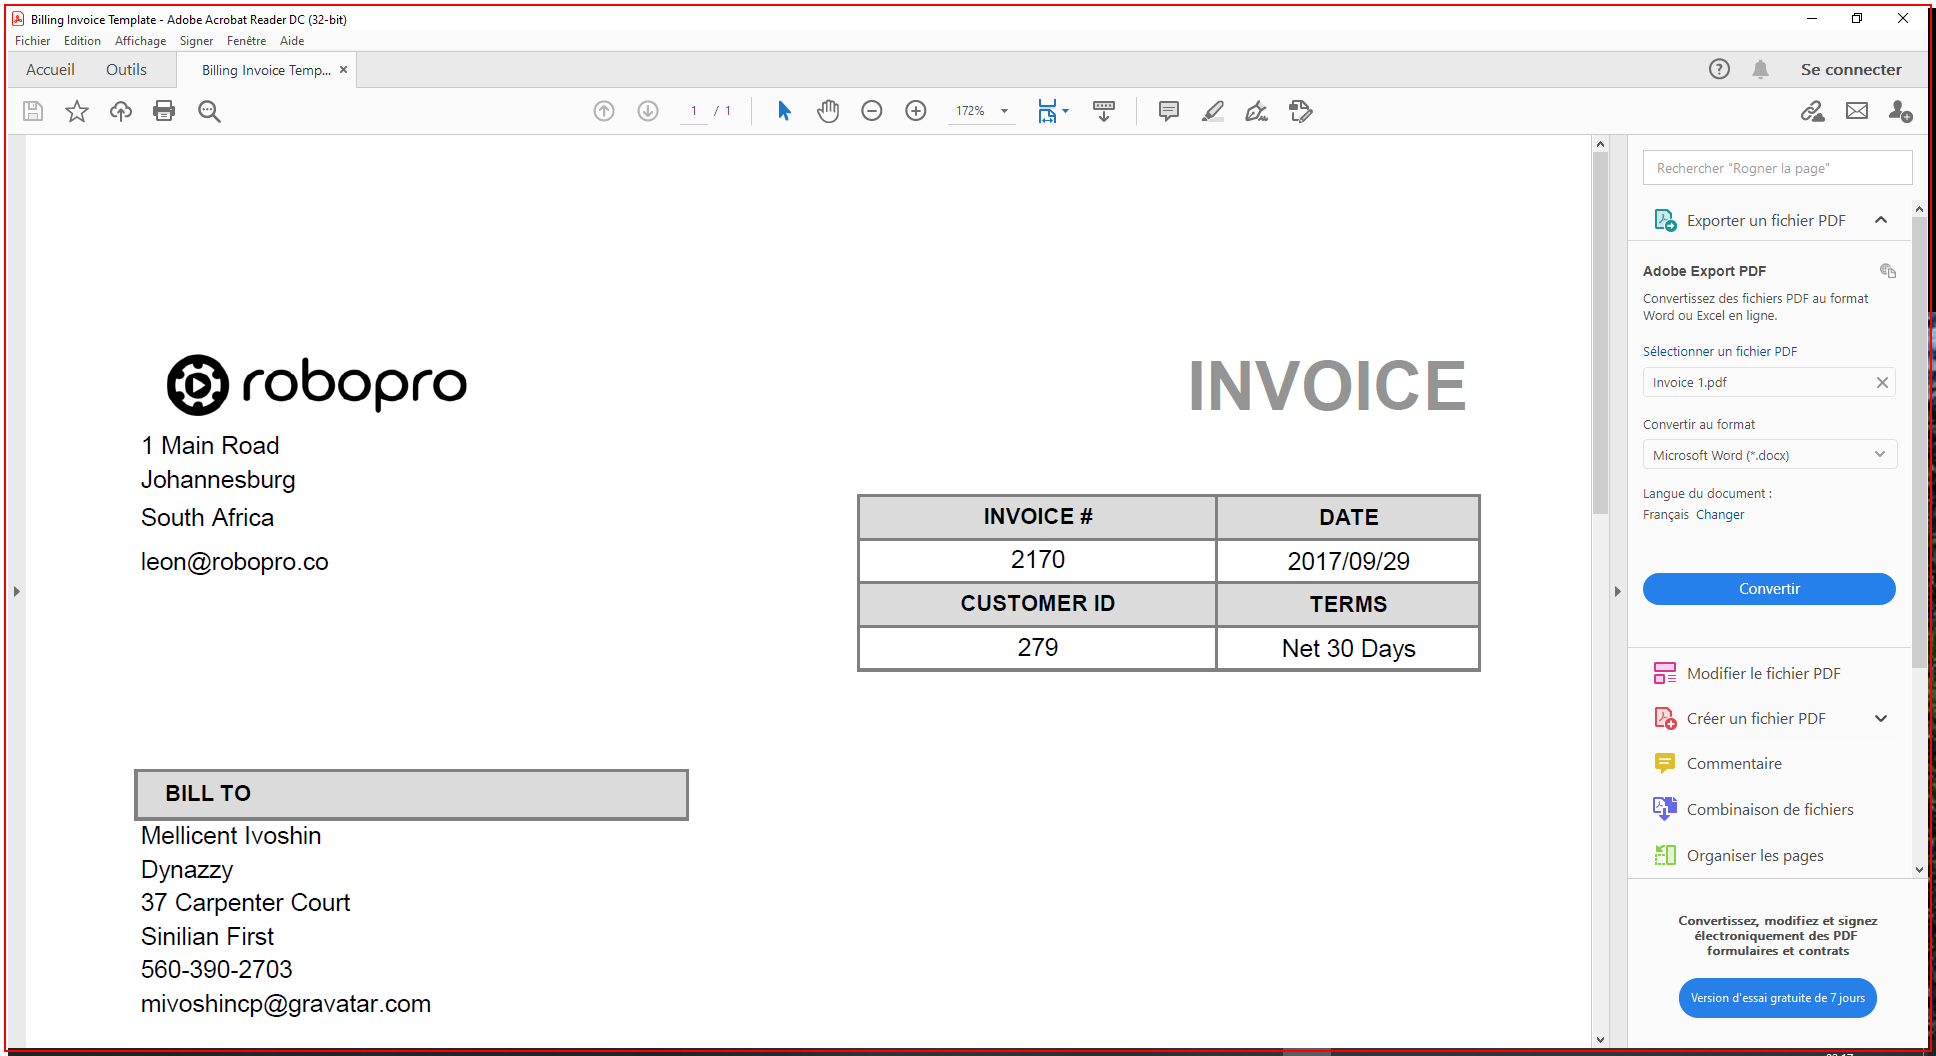 Billing Invoice Template - Adobe Acrobat Reader DC (32-bit)
Fichier Edition Affichage Signer Fenêtre Aide
Accueil Outils Billing Invoice Temp... Se connecter
1 / 1 172%
Rechercher "Rogner la page"
Exporter un fichier PDF
Adobe Export PDF
Convertissez des fichiers PDF au format
Word ou Excel en ligne.
Sélectionner un fichier PDF
Invoice 1.pdf
Convertir au format
Microsoft Word (*.docx)
Langue du document :
Français Changer
Convertir
Modifier le fichier PDF
Créer un fichier PDF
Commentaire
Combinaison de fichiers
Organiser les pages
Convertissez, modifiez et signez
électroniquement des PDF
formulaires et contrats
Version d'essai gratuite de 7 jours
robopro
INVOICE
1 Main Road
Johannesburg
South Africa
leon@robopro.co
INVOICE # DATE
2170 2017/09/29
CUSTOMER ID TERMS
279 Net 30 Days
BILL TO
Mellicent Ivoshin
Dynazzy
37 Carpenter Court
Sinilian First
560-390-2703
mivoshincp@gravatar.com